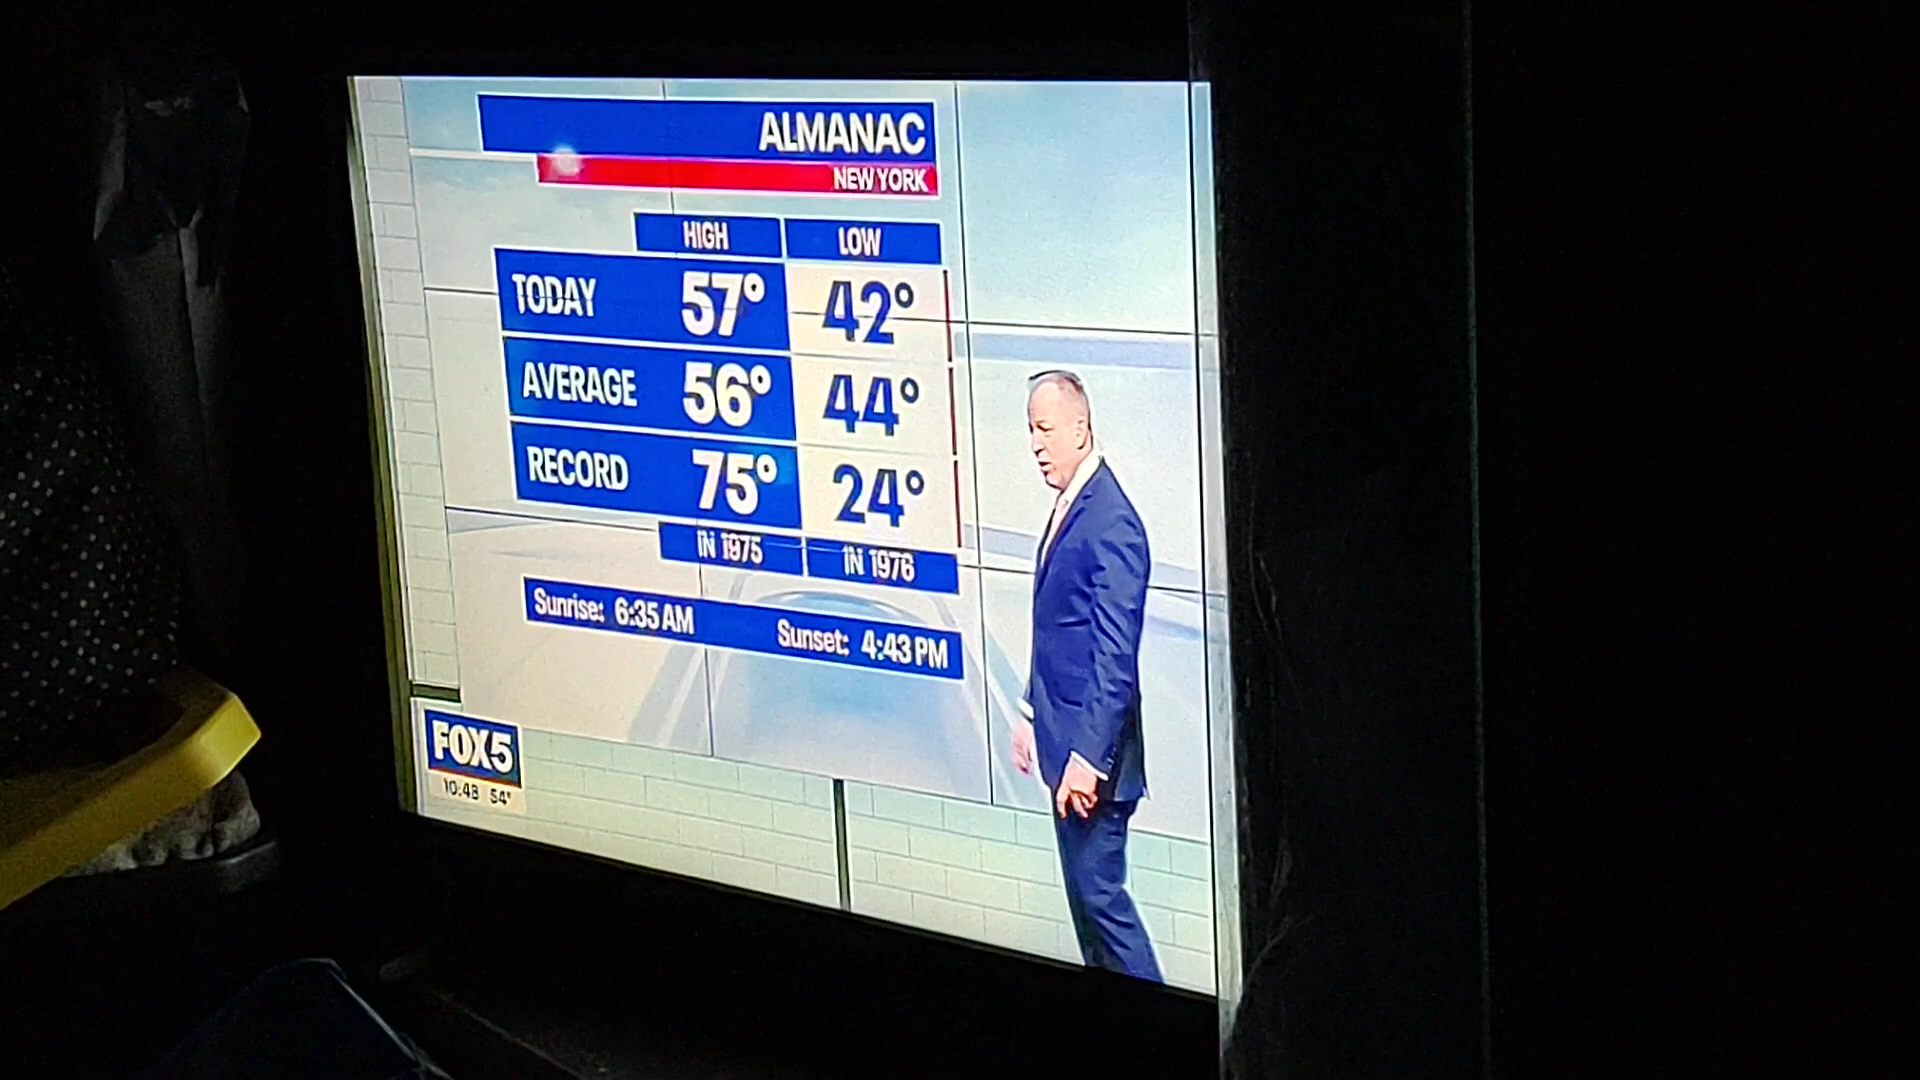 ALMANAC
NEW YORK
HIGH LOW
TODAY 57° 42°
AVERAGE 56° 44°
RECORD 75° 24°
IN 1975 IN 1976
Sunrise: 6:35 AM Sunset: 4:43 PM
FOX5
10:48 54°